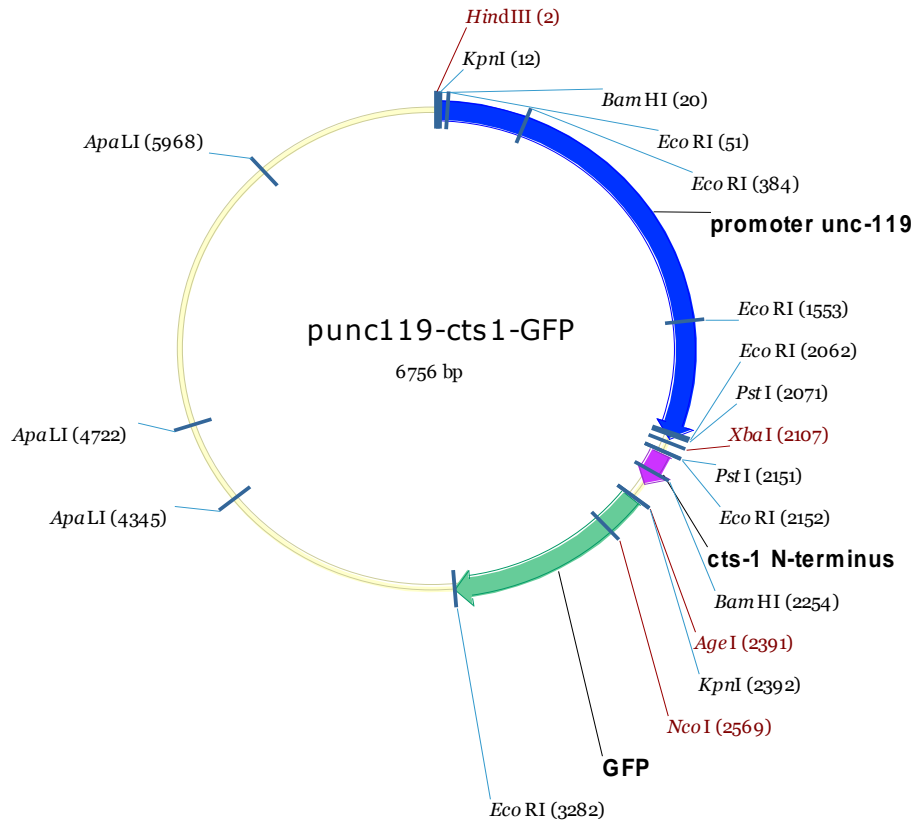 HindIII (2)
KpnI (12)
BamHI (20)
EcoRI (51)
EcoRI (384)
promoter unc-119
EcoRI (1553)
EcoRI (2062)
PstI (2071)
XbaI (2107)
PstI (2151)
EcoRI (2152)
cts-1 N-terminus
BamHI (2254)
AgeI (2391)
KpnI (2392)
NcoI (2569)
GFP
EcoRI (3282)
ApaLI (4345)
ApaLI (4722)
ApaLI (5968)
punc119-cts1-GFP
6756 bp